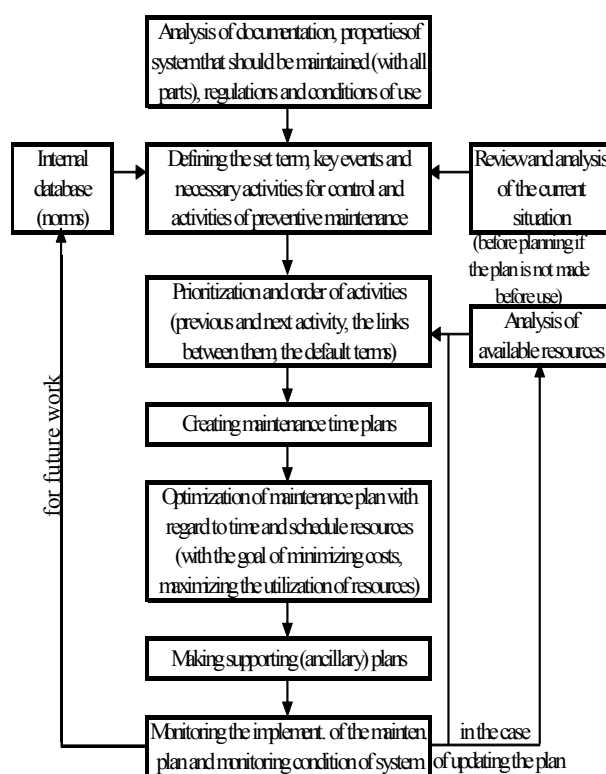 Analysis of documentation, properties of
system that should be maintained (with all
parts), regulations and conditions of use
Internal
database
(norms)
Defining the set term, key events and
necessary activities for control and
activities of preventive maintenance
Review and analysis
of the current
situation
(before planning if
the plan is not made
before use)
Prioritization and order of activities
(previous and next activity, the links
between them, the default terms)
Analysis of
available resources
Creating maintenance time plans
for future work
Optimization of maintenance plan with
regard to time and schedule resources
(with the goal of minimizing costs,
maximizing the utilization of resources)
Making supporting (ancillary) plans
Monitoring the implement. of the mainten.
plan and monitoring condition of system
in the case
of updating the plan